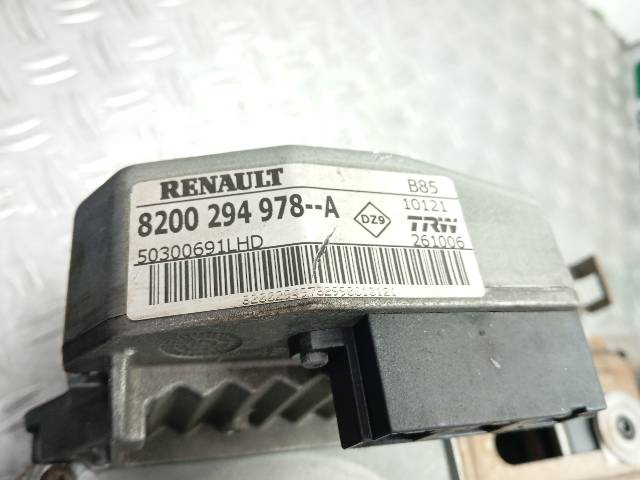 RENAULT
B85
8200 294 978--A
DZ9
10121
TRW
50300691LHD
261006